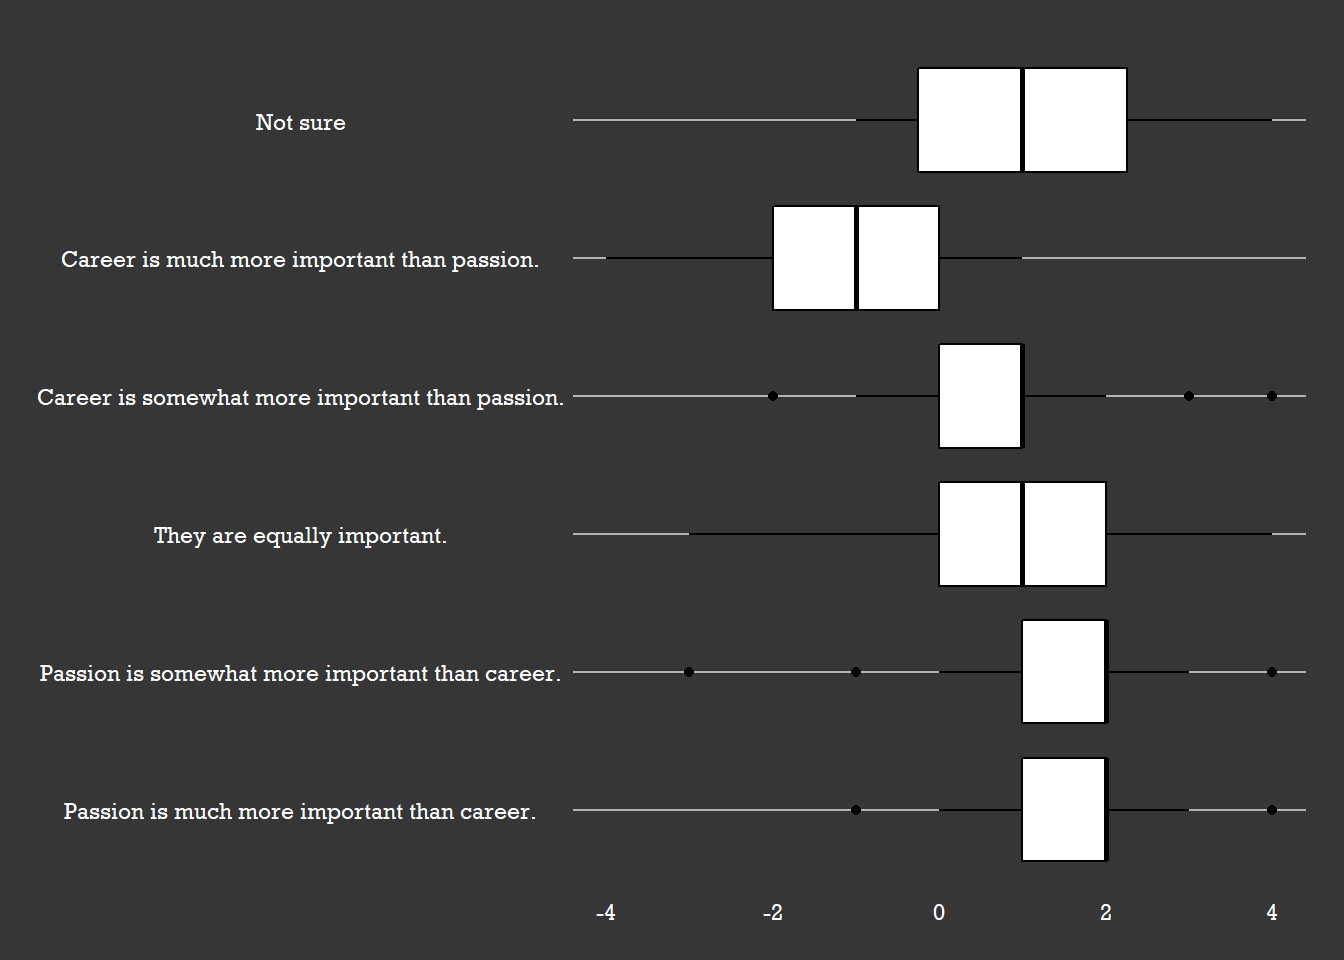 Not sure
Career is much more important than passion.
Career is somewhat more important than passion.
They are equally important.
Passion is somewhat more important than career.
Passion is much more important than career.
-4 -2 0 2 4